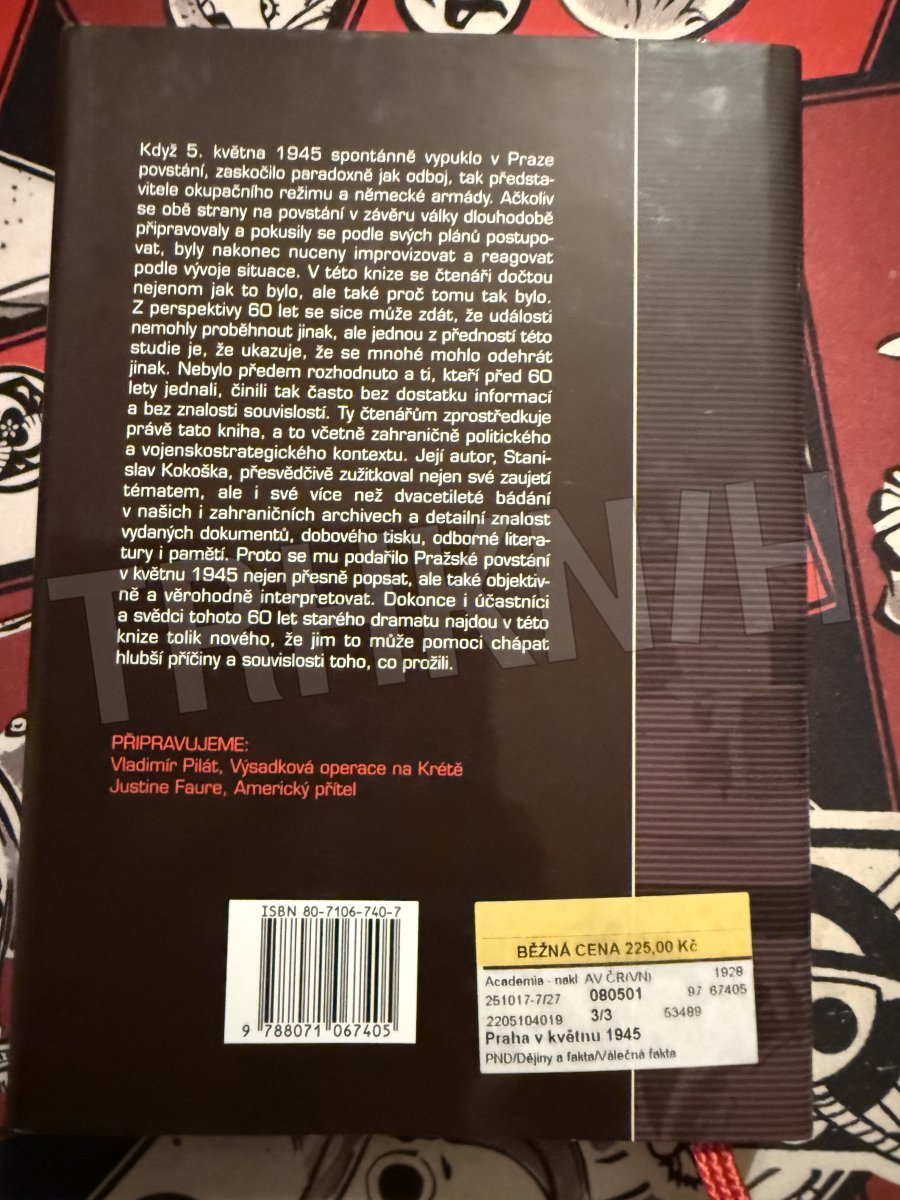 Když 5. května 1945 spontánně vypuklo v Praze
povstání, zaskočilo paradoxně jak odboj, tak představ-
vitele okupačního režimu a německé armády. Ačkoliv
se obě strany na povstání v závěru války dlouhodobě
připravovaly a pokusily se podle svých plánů postupo-
vat, byly nakonec nuceny improvizovat a reagovat
podle vývoje situace. V této knize se čtenáři dočtou
nejenom jak to bylo, ale také proč tomu tak bylo.
Z perspektivy 60 let se sice může zdát, že události
nemohly proběhnout jinak, ale jednou z předností této
studie je, že ukazuje, že se mnohé mohlo odehrát
jinak. Nebylo předem rozhodnuto a ti, kteří před 60
lety jednali, činili tak často bez dostatku informací
a bez znalosti souvislostí. Ty čtenářům zprostředkuje
právě tato kniha, a to včetně zahraničně politického
a vojenskostrategického kontextu. Její autor, Stani-
slav Kokoška, přesvědčivě zužitkoval nejen své zaujetí
tématem, ale i své více než dvacetileté bádání
v našich i zahraničních archivech a detailní znalost
vydaných dokumentů, dobového tisku, odborné litera-
tury i pamětí. Proto se mu podařilo Pražské povstání
v květnu 1945 nejen přesně popsat, ale také objektiv-
ně a věrohodně interpretovat. Dokonce i účastníci
a svědci tohoto 60 let starého dramatu najdou v této
knize tolik nového, že jim to může pomoci chápat
hlubší příčiny a souvislosti toho, co prožili.
PŘIPRAVUJEME:
Vladimír Pilát, Výsadková operace na Krétě
Justine Faure, Americký přítel
ISBN 80-7106-740-7
9 788071 067405
BĚŽNÁ CENA 225,00 Kč
Academia - nakl AV ČR(VN) 1928
251017-7/27 080501 97 67405
2205104019 3/3 53489
Praha v květnu 1945
PND/Dějiny a fakta/Válečná fakta